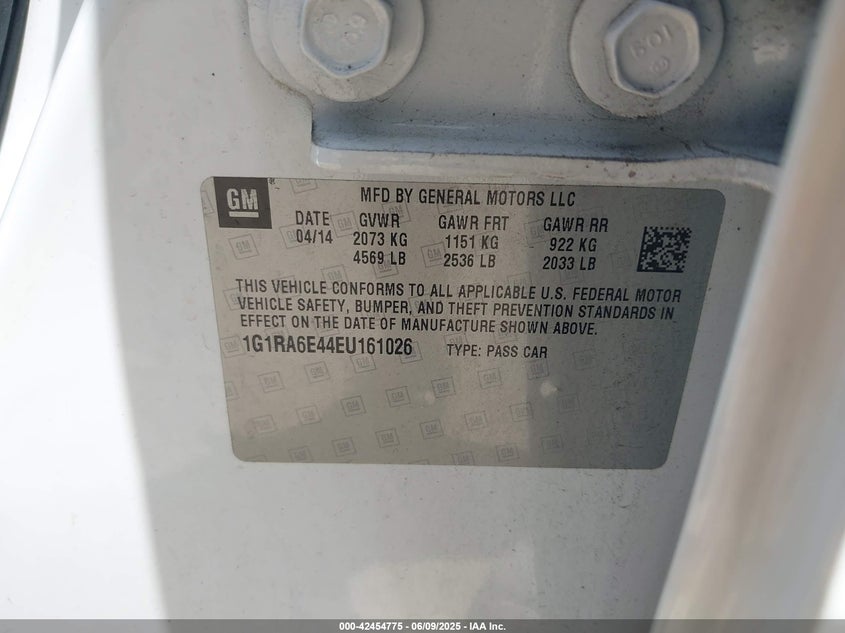 BOI
GM
MFD BY GENERAL MOTORS LLC
DATE GVWR GAWR FRT GAWR RR
04/14 2073 KG 1151 KG 922 KG
4569 LB 2536 LB 2033 LB
THIS VEHICLE CONFORMS TO ALL APPLICABLE U.S. FEDERAL MOTOR
VEHICLE SAFETY, BUMPER, AND THEFT PREVENTION STANDARDS IN
EFFECT ON THE DATE OF MANUFACTURE SHOWN ABOVE.
1G1RA6E44EU161026 TYPE: PASS CAR
000-42454775 - 06/09/2025 - IAA Inc.